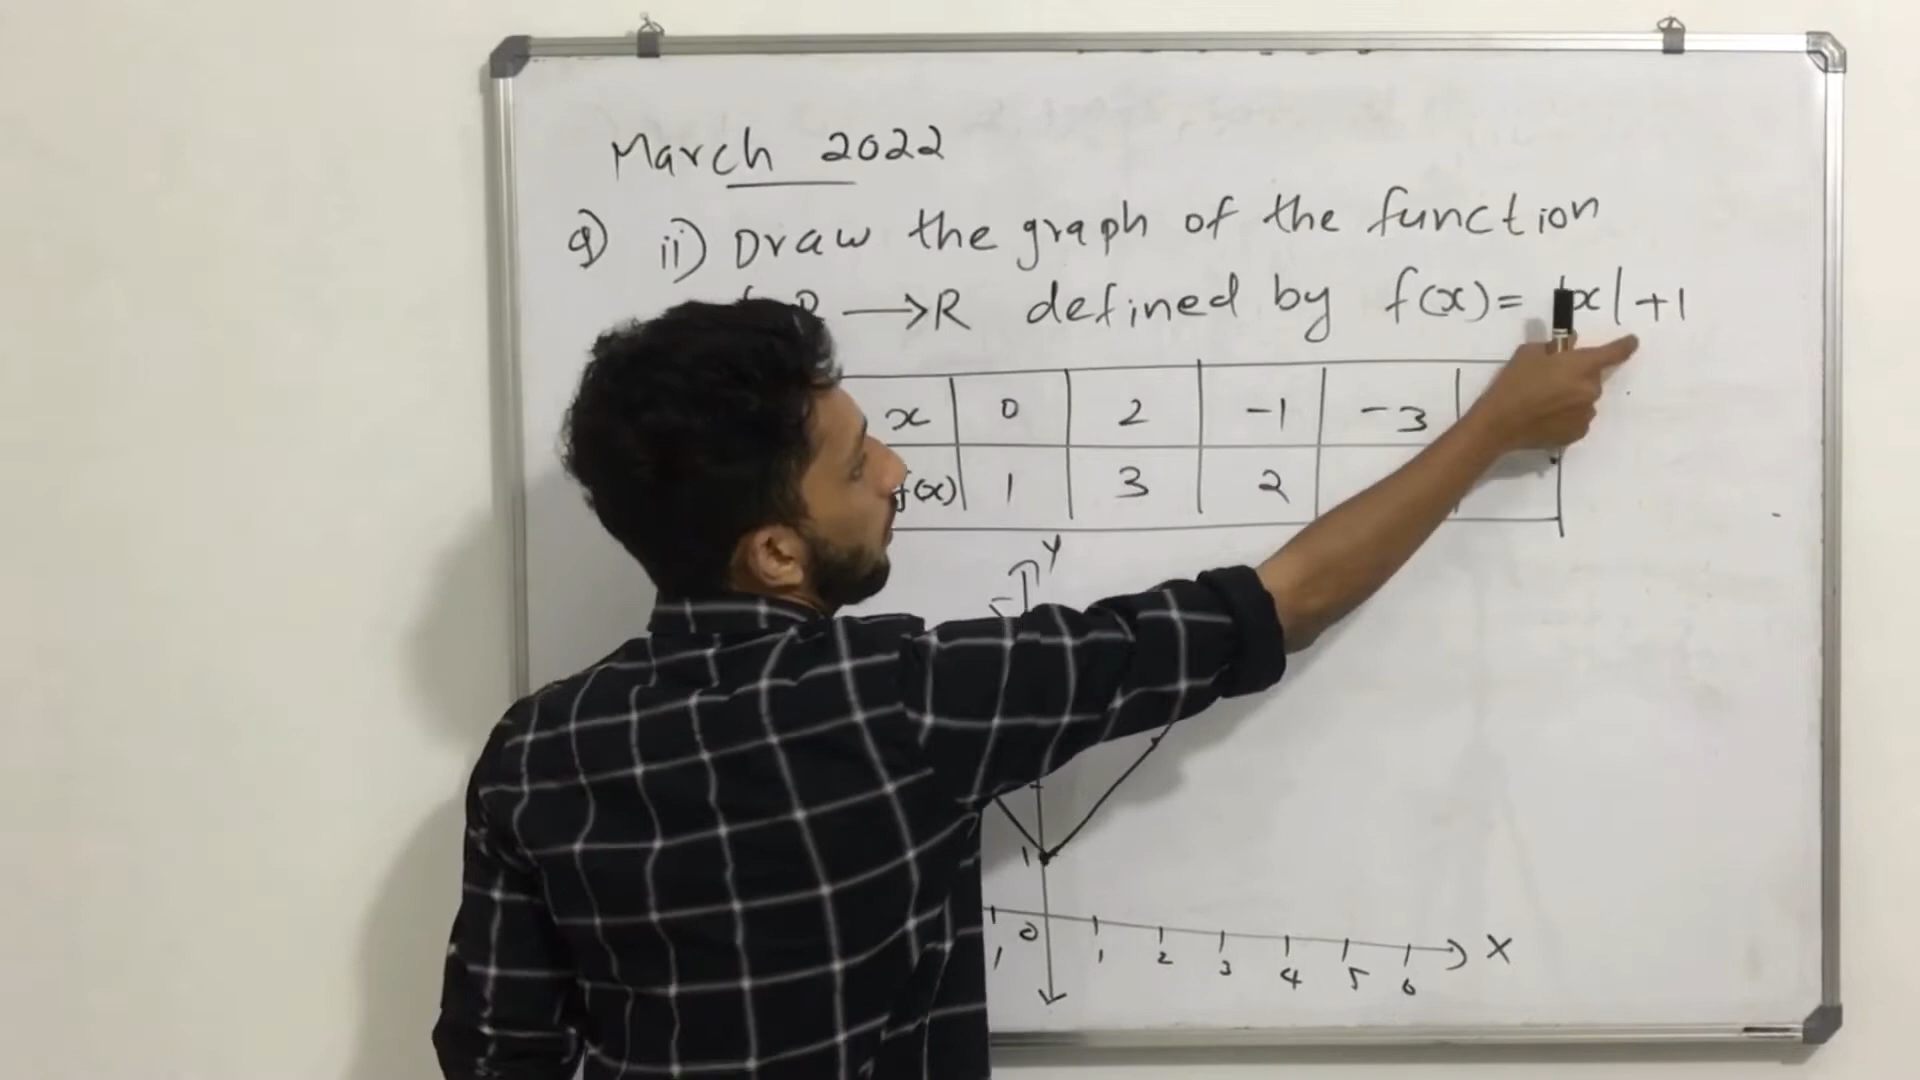 March 2022
Q) ii) Draw the graph of the function
R → R defined by f(x) = |x| +1
x 0 2 -1 -3
f(x) 1 3 2
Y
1
0
1 1 2 3 4 5 6 X